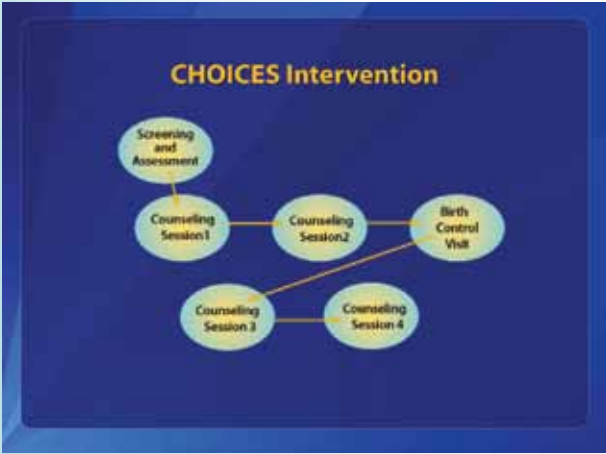 CHOICES Intervention
Screening
and
Assessment
Counseling
Session1
Counseling
Session2
Birth
Control
Visit
Counseling
Session 3
Counseling
Session 4